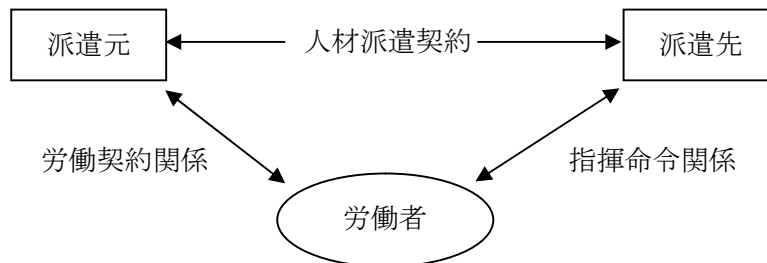 派遣元
人材派遣契約
派遣先
労働契約関係
指揮命令関係
労働者